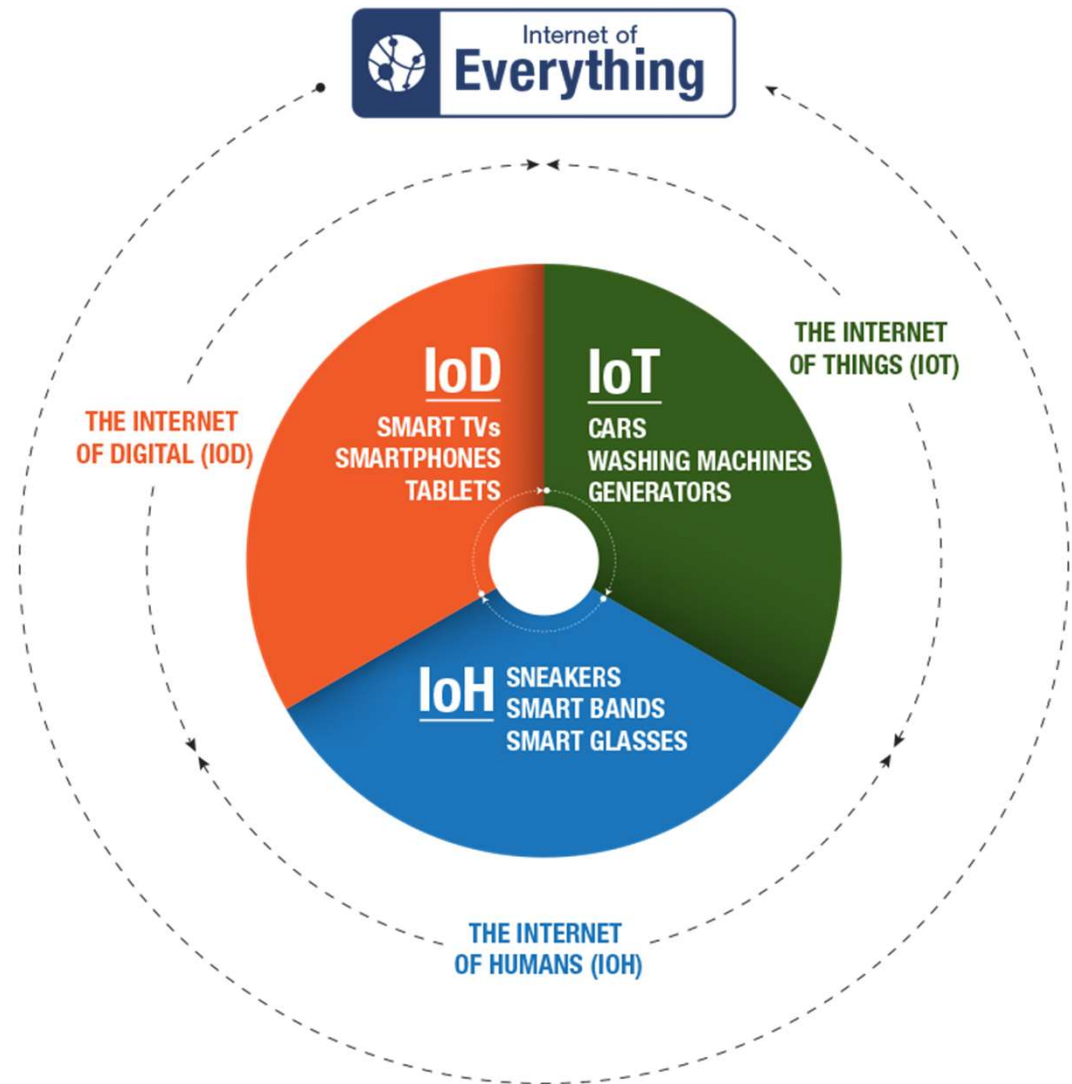 Internet of
Everything
IoD
SMART TVs
SMARTPHONES
TABLETS
IoT
CARS
WASHING MACHINES
GENERATORS
THE INTERNET
OF THINGS (IOT)
THE INTERNET
OF DIGITAL (IOD)
IoH
SNEAKERS
SMART BANDS
SMART GLASSES
THE INTERNET
OF HUMANS (IOH)